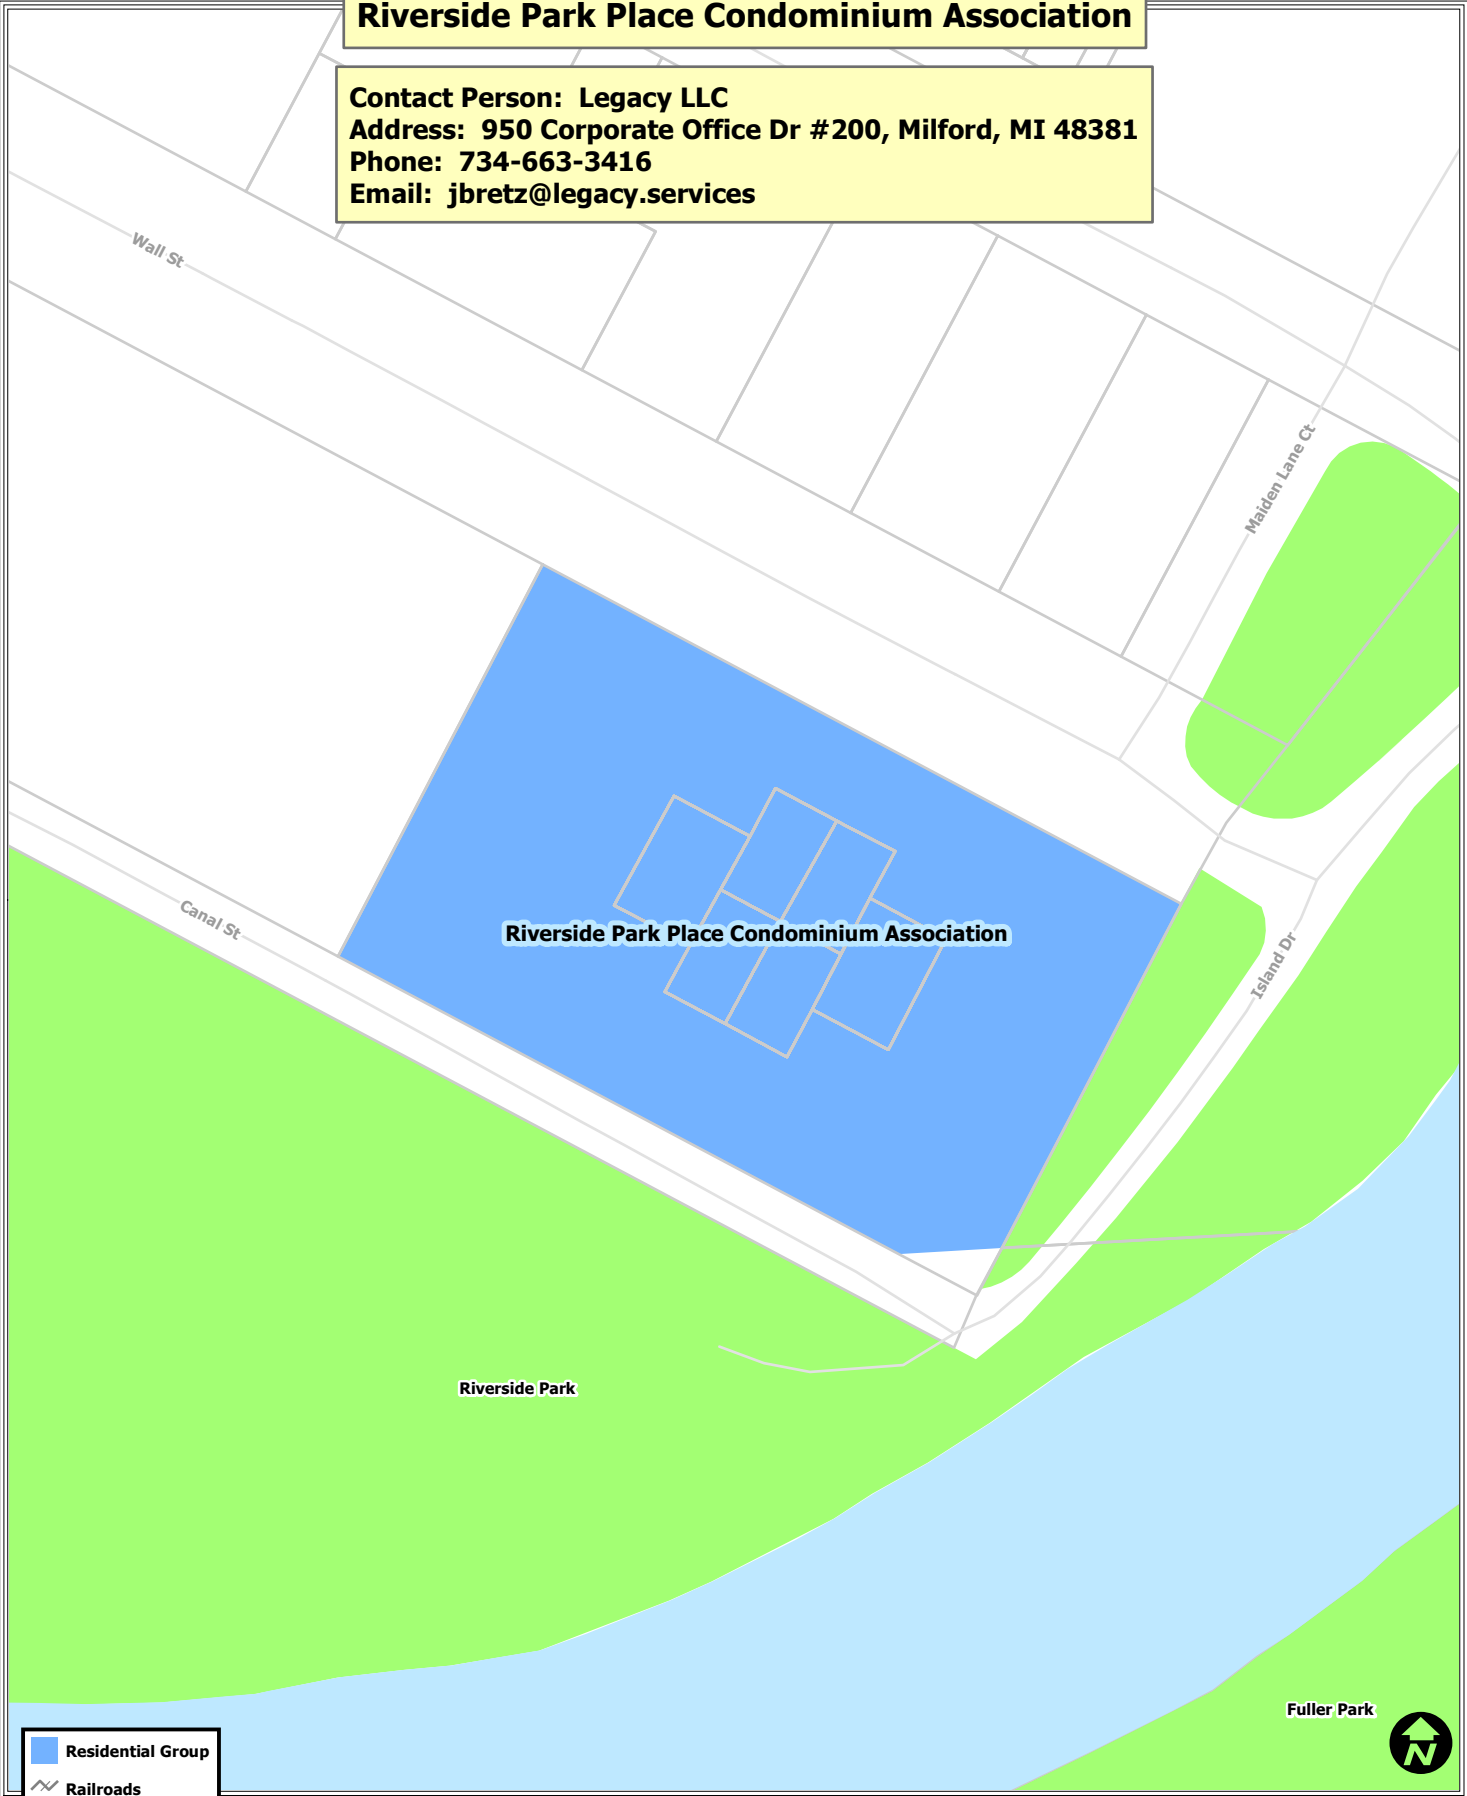 Riverside Park Place Condominium Association
Contact Person:  Legacy LLC
Address:  950 Corporate Office Dr #200, Milford, MI 48381
Phone:  734-663-3416
Email:  jbretz@legacy.services
Wall St
Maiden Lane Ct
Canal St
Riverside Park Place Condominium Association
Island Dr
Riverside Park
Fuller Park
N
Residential Group
Railroads